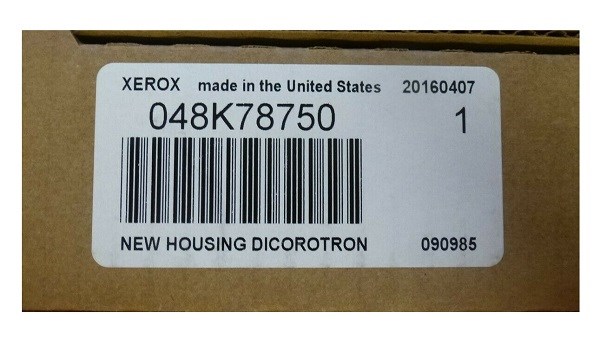 XEROX made in the United States 20160407
048K78750 1
NEW HOUSING DICOROTRON 090985